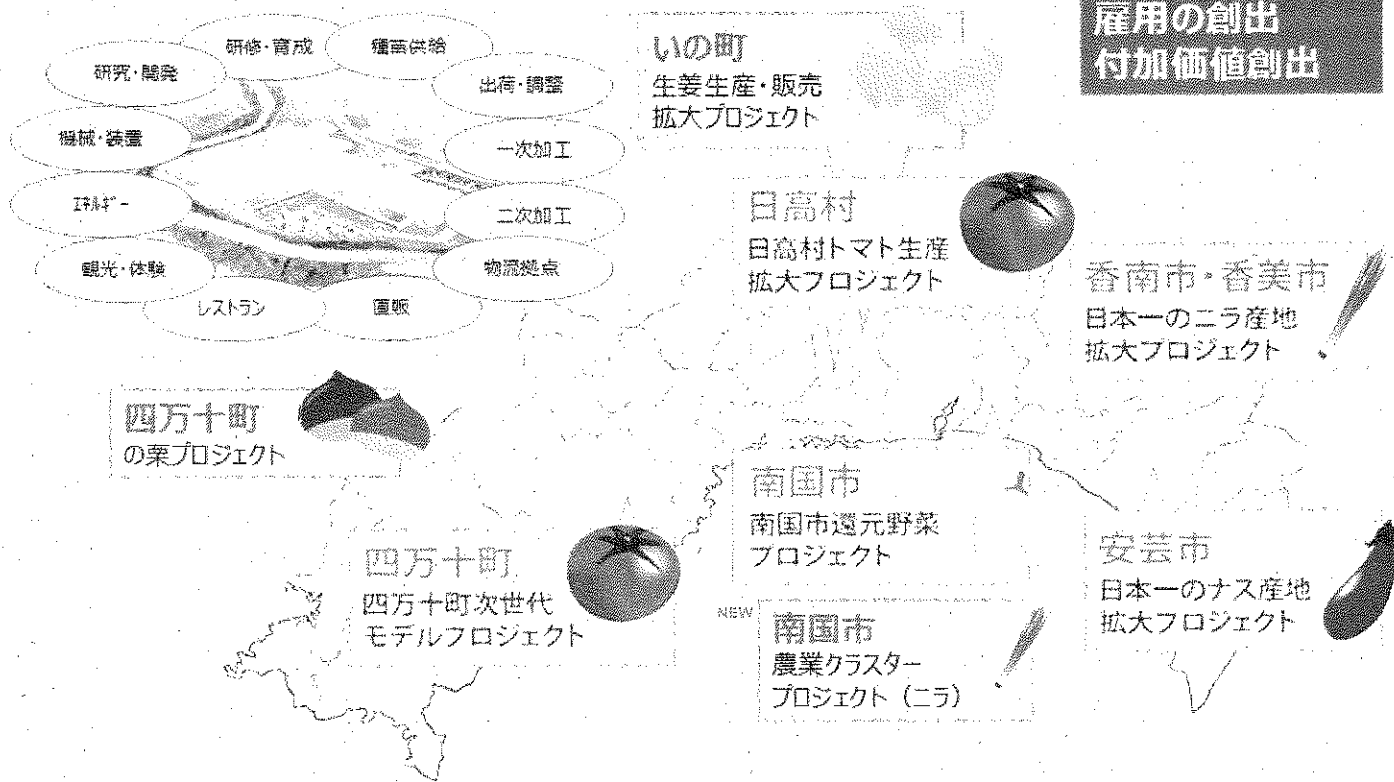 研修・育成
種苗供給
研究・開発
出荷・調整
機械・装置
一次加工
エネルギー
二次加工
観光・体験
物流拠点
レストラン
直販
いの町
生姜生産・販売
拡大プロジェクト
雇用の創出
付加価値創出
日高村
日高村トマト生産
拡大プロジェクト
香南市・香美市
日本一のニラ産地
拡大プロジェクト
四万十町
の栗プロジェクト
南国市
南国市還元野菜
プロジェクト
四万十町
四万十町次世代
モデルプロジェクト
安芸市
日本一のナス産地
拡大プロジェクト
NEW
南国市
農業クラスター
プロジェクト（ニラ）